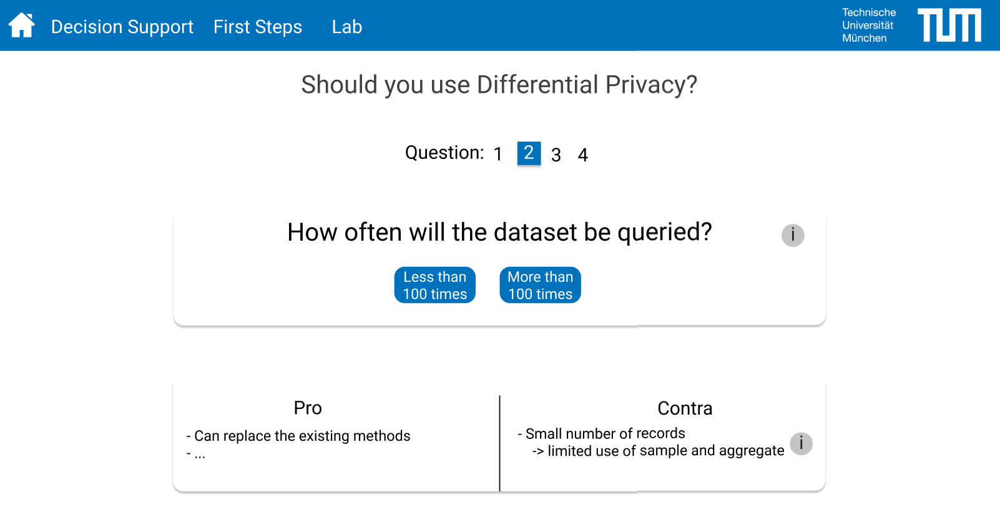 Decision Support First Steps Lab
Technische
Universität
München
TUM
Should you use Differential Privacy?
Question: 1 2 3 4
How often will the dataset be queried?
i
Less than
100 times
More than
100 times
Pro
- Can replace the existing methods
- ...
Contra
- Small number of records
-> limited use of sample and aggregate
i